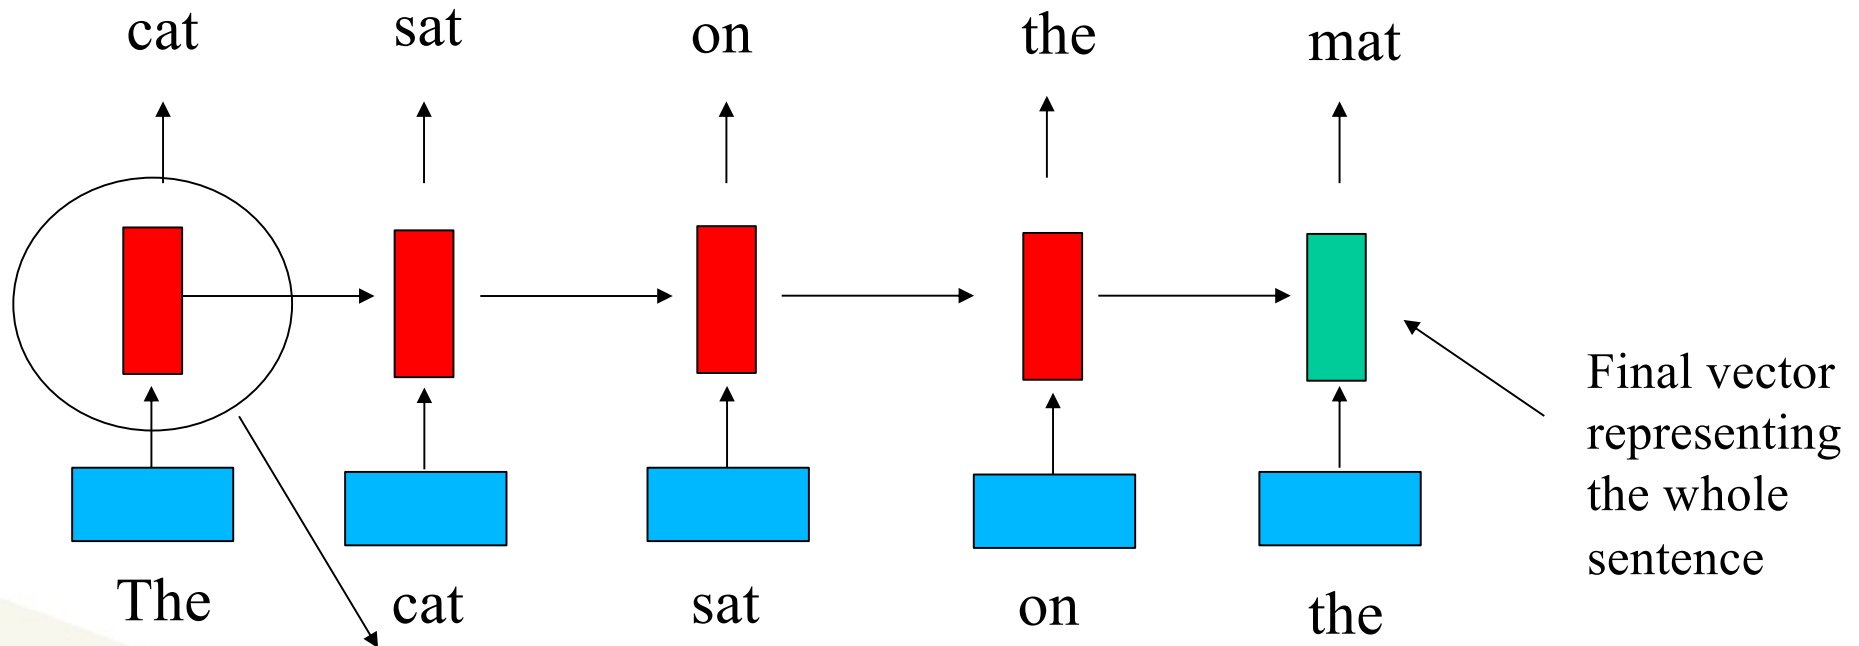 cat sat on the mat
Final vector
representing
the whole
sentence
The cat sat on the